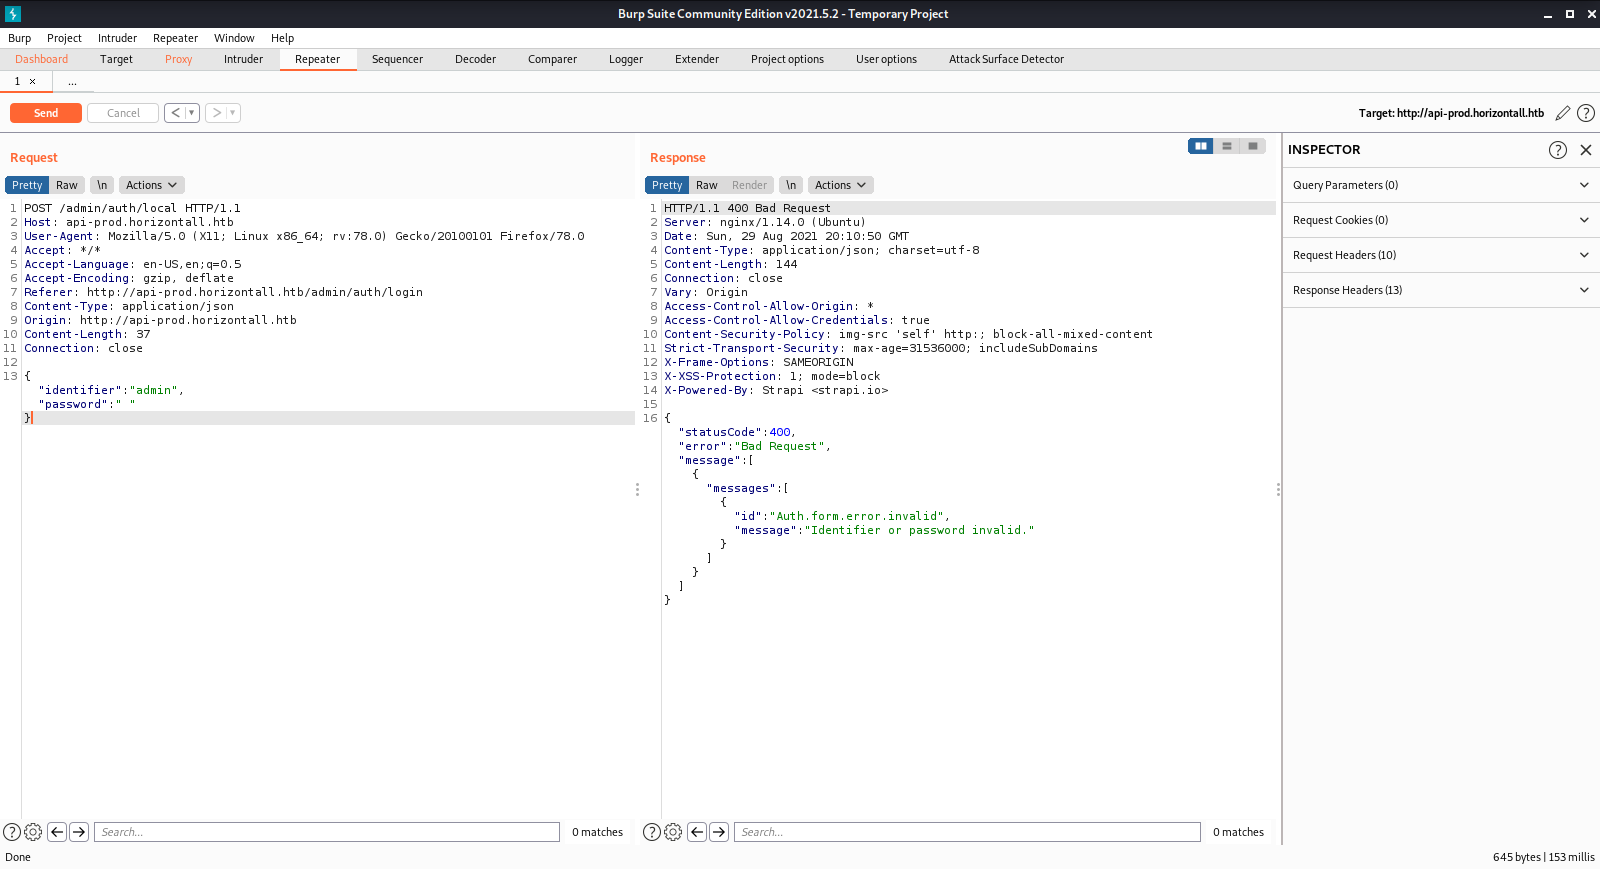 Burp Suite Community Edition v2021.5.2 - Temporary Project
Burp Project Intruder Repeater Window Help
Dashboard Target Proxy Intruder Repeater Sequencer Decoder Comparer Logger Extender Project options User options Attack Surface Detector
1 × ...
Send Cancel < ▾ > ▾ Target: http://api-prod.horizontall.htb ?
Request
Pretty Raw \n Actions
1 POST /admin/auth/local HTTP/1.1
2 Host: api-prod.horizontall.htb
3 User-Agent: Mozilla/5.0 (X11; Linux x86_64; rv:78.0) Gecko/20100101 Firefox/78.0
4 Accept: */*
5 Accept-Language: en-US,en;q=0.5
6 Accept-Encoding: gzip, deflate
7 Referer: http://api-prod.horizontall.htb/admin/auth/login
8 Content-Type: application/json
9 Origin: http://api-prod.horizontall.htb
10 Content-Length: 37
11 Connection: close
12
13 {
"identifier":"admin",
"password":" "
}
? Search... 0 matches
Response
Pretty Raw Render \n Actions
1 HTTP/1.1 400 Bad Request
2 Server: nginx/1.14.0 (Ubuntu)
3 Date: Sun, 29 Aug 2021 20:10:50 GMT
4 Content-Type: application/json; charset=utf-8
5 Content-Length: 144
6 Connection: close
7 Vary: Origin
8 Access-Control-Allow-Origin: *
9 Access-Control-Allow-Credentials: true
10 Content-Security-Policy: img-src 'self' http:; block-all-mixed-content
11 Strict-Transport-Security: max-age=31536000; includeSubDomains
12 X-Frame-Options: SAMEORIGIN
13 X-XSS-Protection: 1; mode=block
14 X-Powered-By: Strapi <strapi.io>
15
16 {
"statusCode":400,
"error":"Bad Request",
"message":[
{
"messages":[
{
"id":"Auth.form.error.invalid",
"message":"Identifier or password invalid."
}
]
}
]
}
? Search... 0 matches
INSPECTOR ?
Query Parameters (0)
Request Cookies (0)
Request Headers (10)
Response Headers (13)
Done 645 bytes | 153 millis